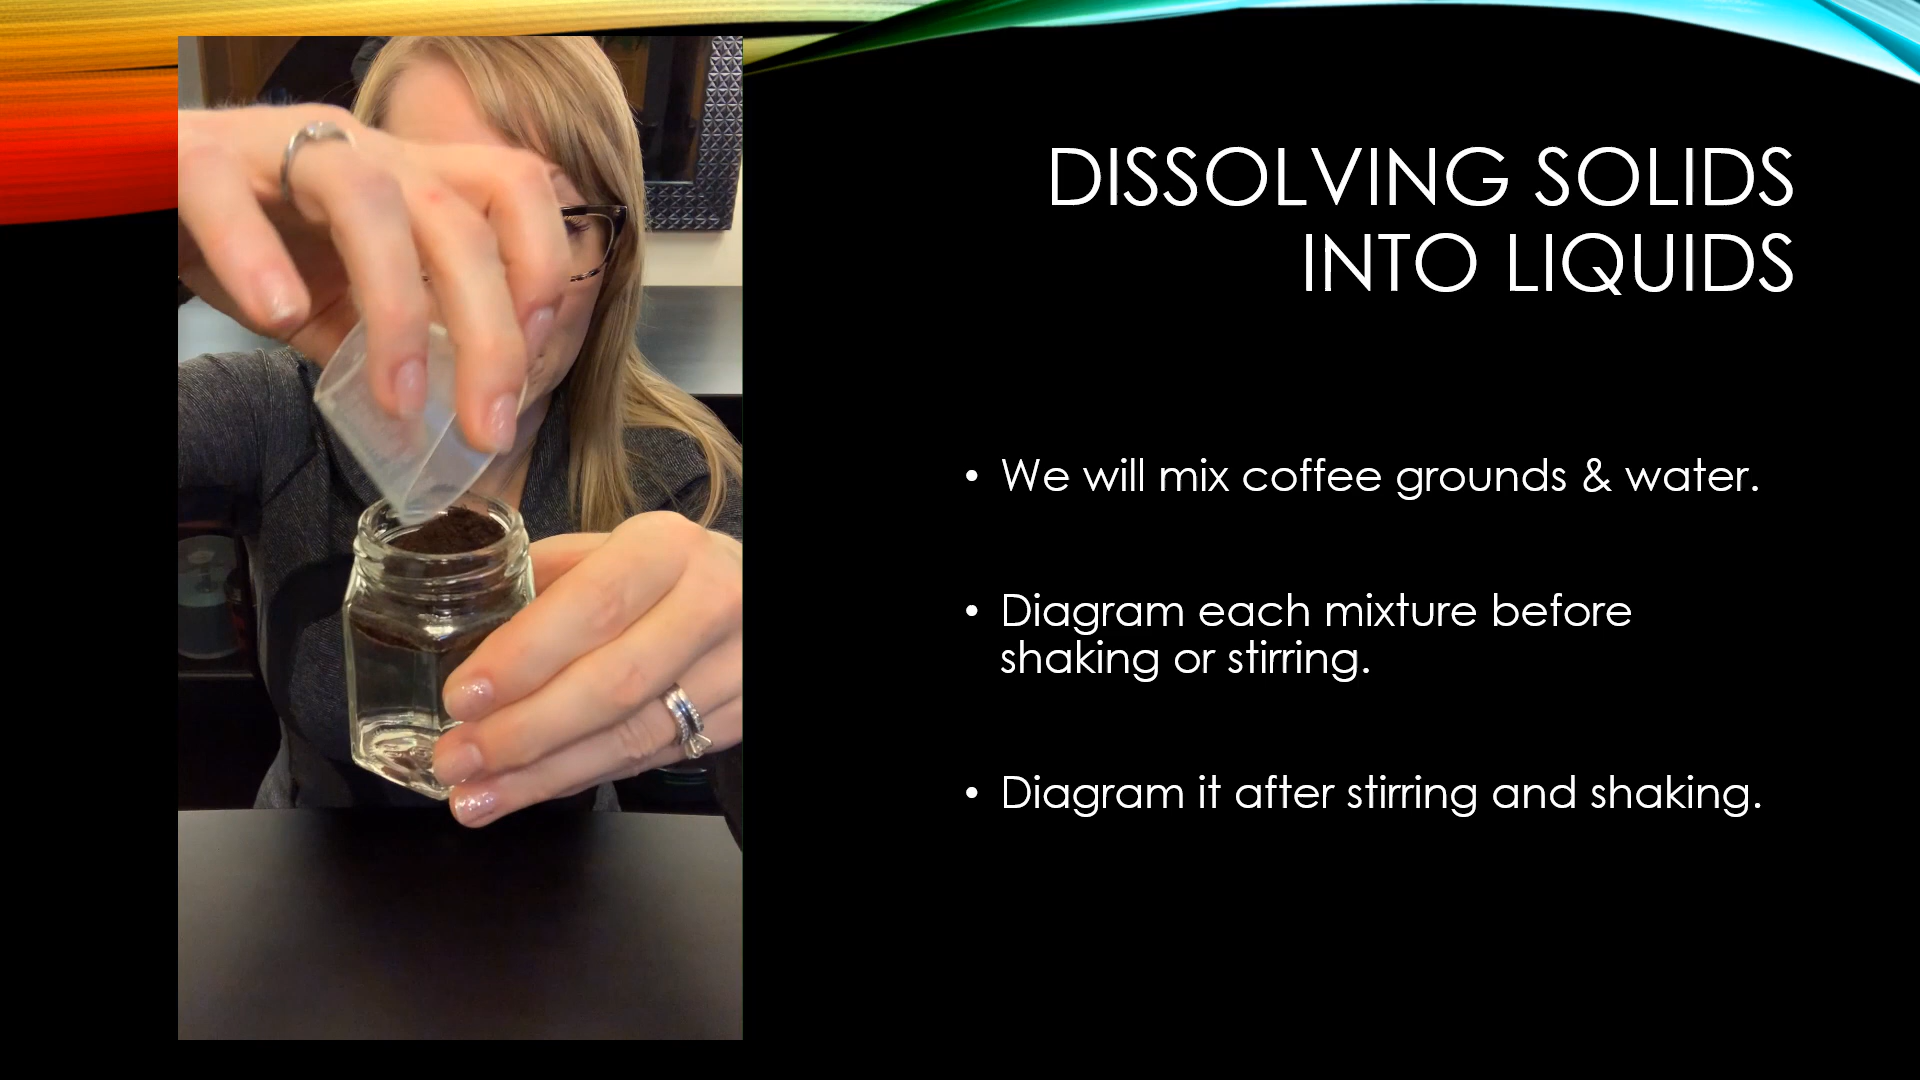 DISSOLVING SOLIDS
INTO LIQUIDS
• We will mix coffee grounds & water.
• Diagram each mixture before
shaking or stirring.
• Diagram it after stirring and shaking.